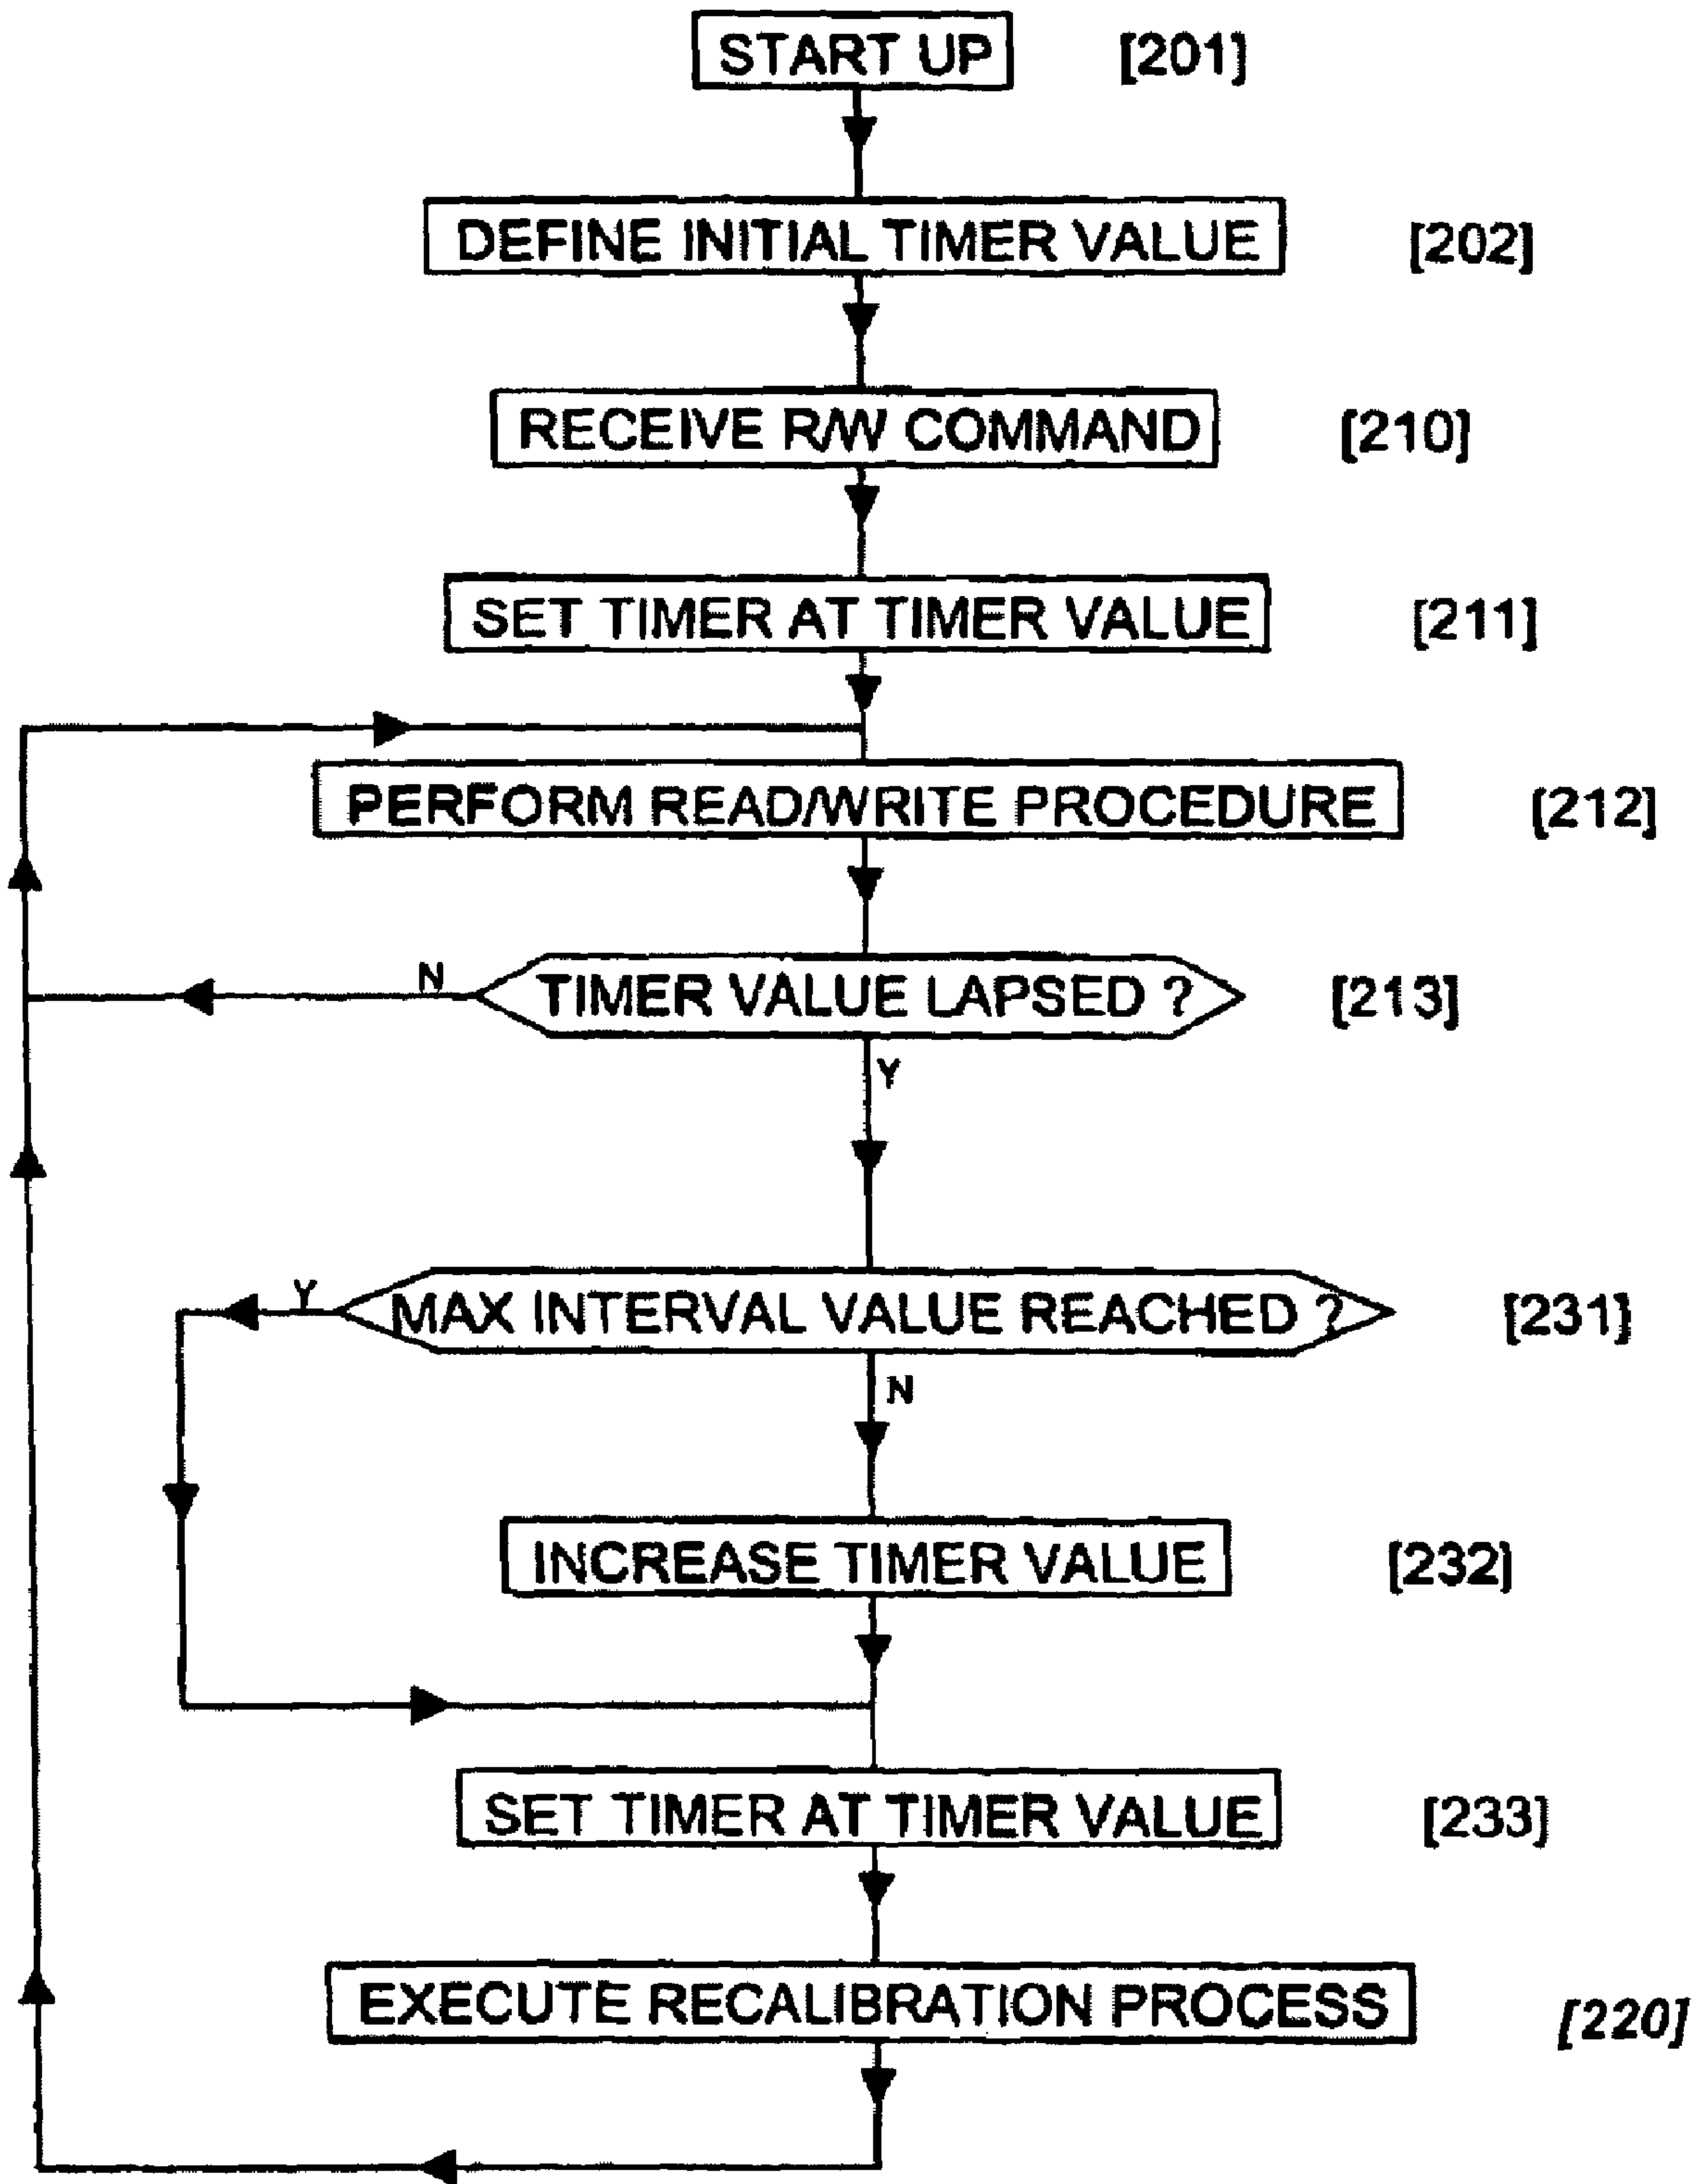 START UP [201]
DEFINE INITIAL TIMER VALUE [202]
RECEIVE R/W COMMAND [210]
SET TIMER AT TIMER VALUE [211]
PERFORM READ/WRITE PROCEDURE [212]
N TIMER VALUE LAPSED ? [213]
Y
Y MAX INTERVAL VALUE REACHED ? [231]
N
INCREASE TIMER VALUE [232]
SET TIMER AT TIMER VALUE [233]
EXECUTE RECALIBRATION PROCESS [220]